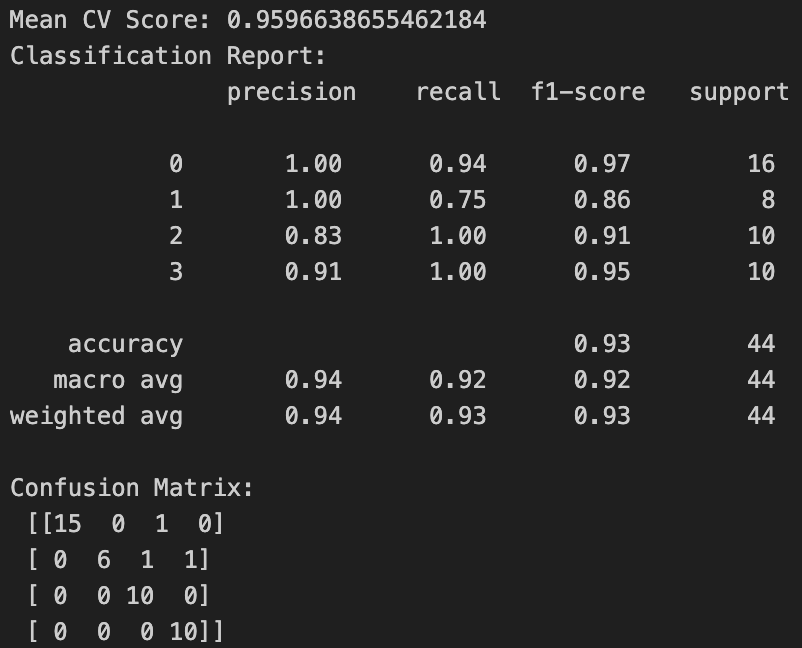 Mean CV Score: 0.9596638655462184
Classification Report:
precision recall f1-score support
0 1.00 0.94 0.97 16
1 1.00 0.75 0.86 8
2 0.83 1.00 0.91 10
3 0.91 1.00 0.95 10
accuracy 0.93 44
macro avg 0.94 0.92 0.92 44
weighted avg 0.94 0.93 0.93 44
Confusion Matrix:
[[15 0 1 0]
[ 0 6 1 1]
[ 0 0 10 0]
[ 0 0 0 10]]